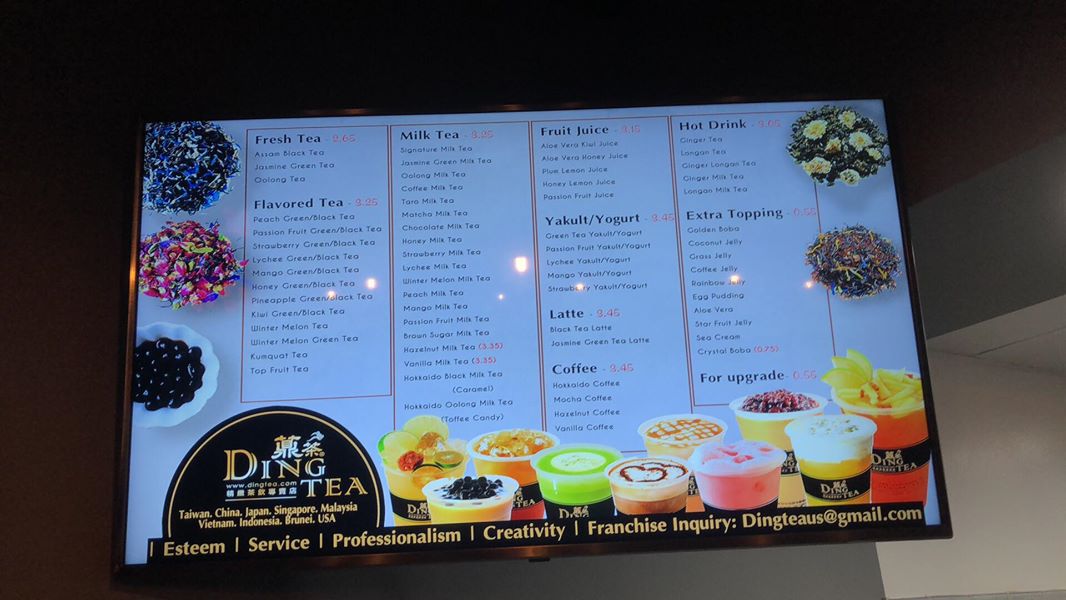 Fresh Tea - 2.65
Assam Black Tea
Jasmine Green Tea
Oolong Tea
Flavored Tea - 3.25
Peach Green/Black Tea
Passion Fruit Green/Black Tea
Strawberry Green/Black Tea
Lychee Green/Black Tea
Mango Green/Black Tea
Honey Green/Black Tea
Pineapple Green/Black Tea
Kiwi Green/Black Tea
Winter Melon Tea
Winter Melon Green Tea
Kumquat Tea
Top Fruit Tea
Milk Tea - 3.25
Signature Milk Tea
Jasmine Green Milk Tea
Oolong Milk Tea
Coffee Milk Tea
Taro Milk Tea
Matcha Milk Tea
Chocolate Milk Tea
Honey Milk Tea
Strawberry Milk Tea
Lychee Milk Tea
Winter Melon Milk Tea
Peach Milk Tea
Mango Milk Tea
Passion Fruit Milk Tea
Brown Sugar Milk Tea
Hazelnut Milk Tea (3.35)
Vanilla Milk Tea (3.35)
Hokkaido Black Milk Tea
(Caramel)
Hokkaido Oolong Milk Tea
(Toffee Candy)
Fruit Juice - 3.15
Aloe Vera Kiwi Juice
Aloe Vera Honey Juice
Plum Lemon Juice
Honey Lemon Juice
Passion Fruit Juice
Yakult/Yogurt - 3.45
Green Tea Yakult/Yogurt
Passion Fruit Yakult/Yogurt
Lychee Yakult/Yogurt
Mango Yakult/Yogurt
Strawberry Yakult/Yogurt
Latte - 3.45
Black Tea Latte
Jasmine Green Tea Latte
Coffee - 3.45
Hokkaido Coffee
Mocha Coffee
Hazelnut Coffee
Vanilla Coffee
Hot Drink - 3.05
Ginger Tea
Longan Tea
Ginger Longan Tea
Ginger Milk Tea
Longan Milk Tea
Extra Topping - 0.55
Golden Boba
Coconut Jelly
Grass Jelly
Coffee Jelly
Rainbow Jelly
Egg Pudding
Aloe Vera
Star Fruit Jelly
Sea Cream
Crystal Boba (0.75)
For upgrade - 0.55
DING TEA
www.dingtea.com
精緻茶飲專賣店
Taiwan, China, Japan, Singapore, Malaysia
Vietnam, Indonesia, Brunei, USA
| Esteem | Service | Professionalism | Creativity | Franchise Inquiry: Dingteaus@gmail.com